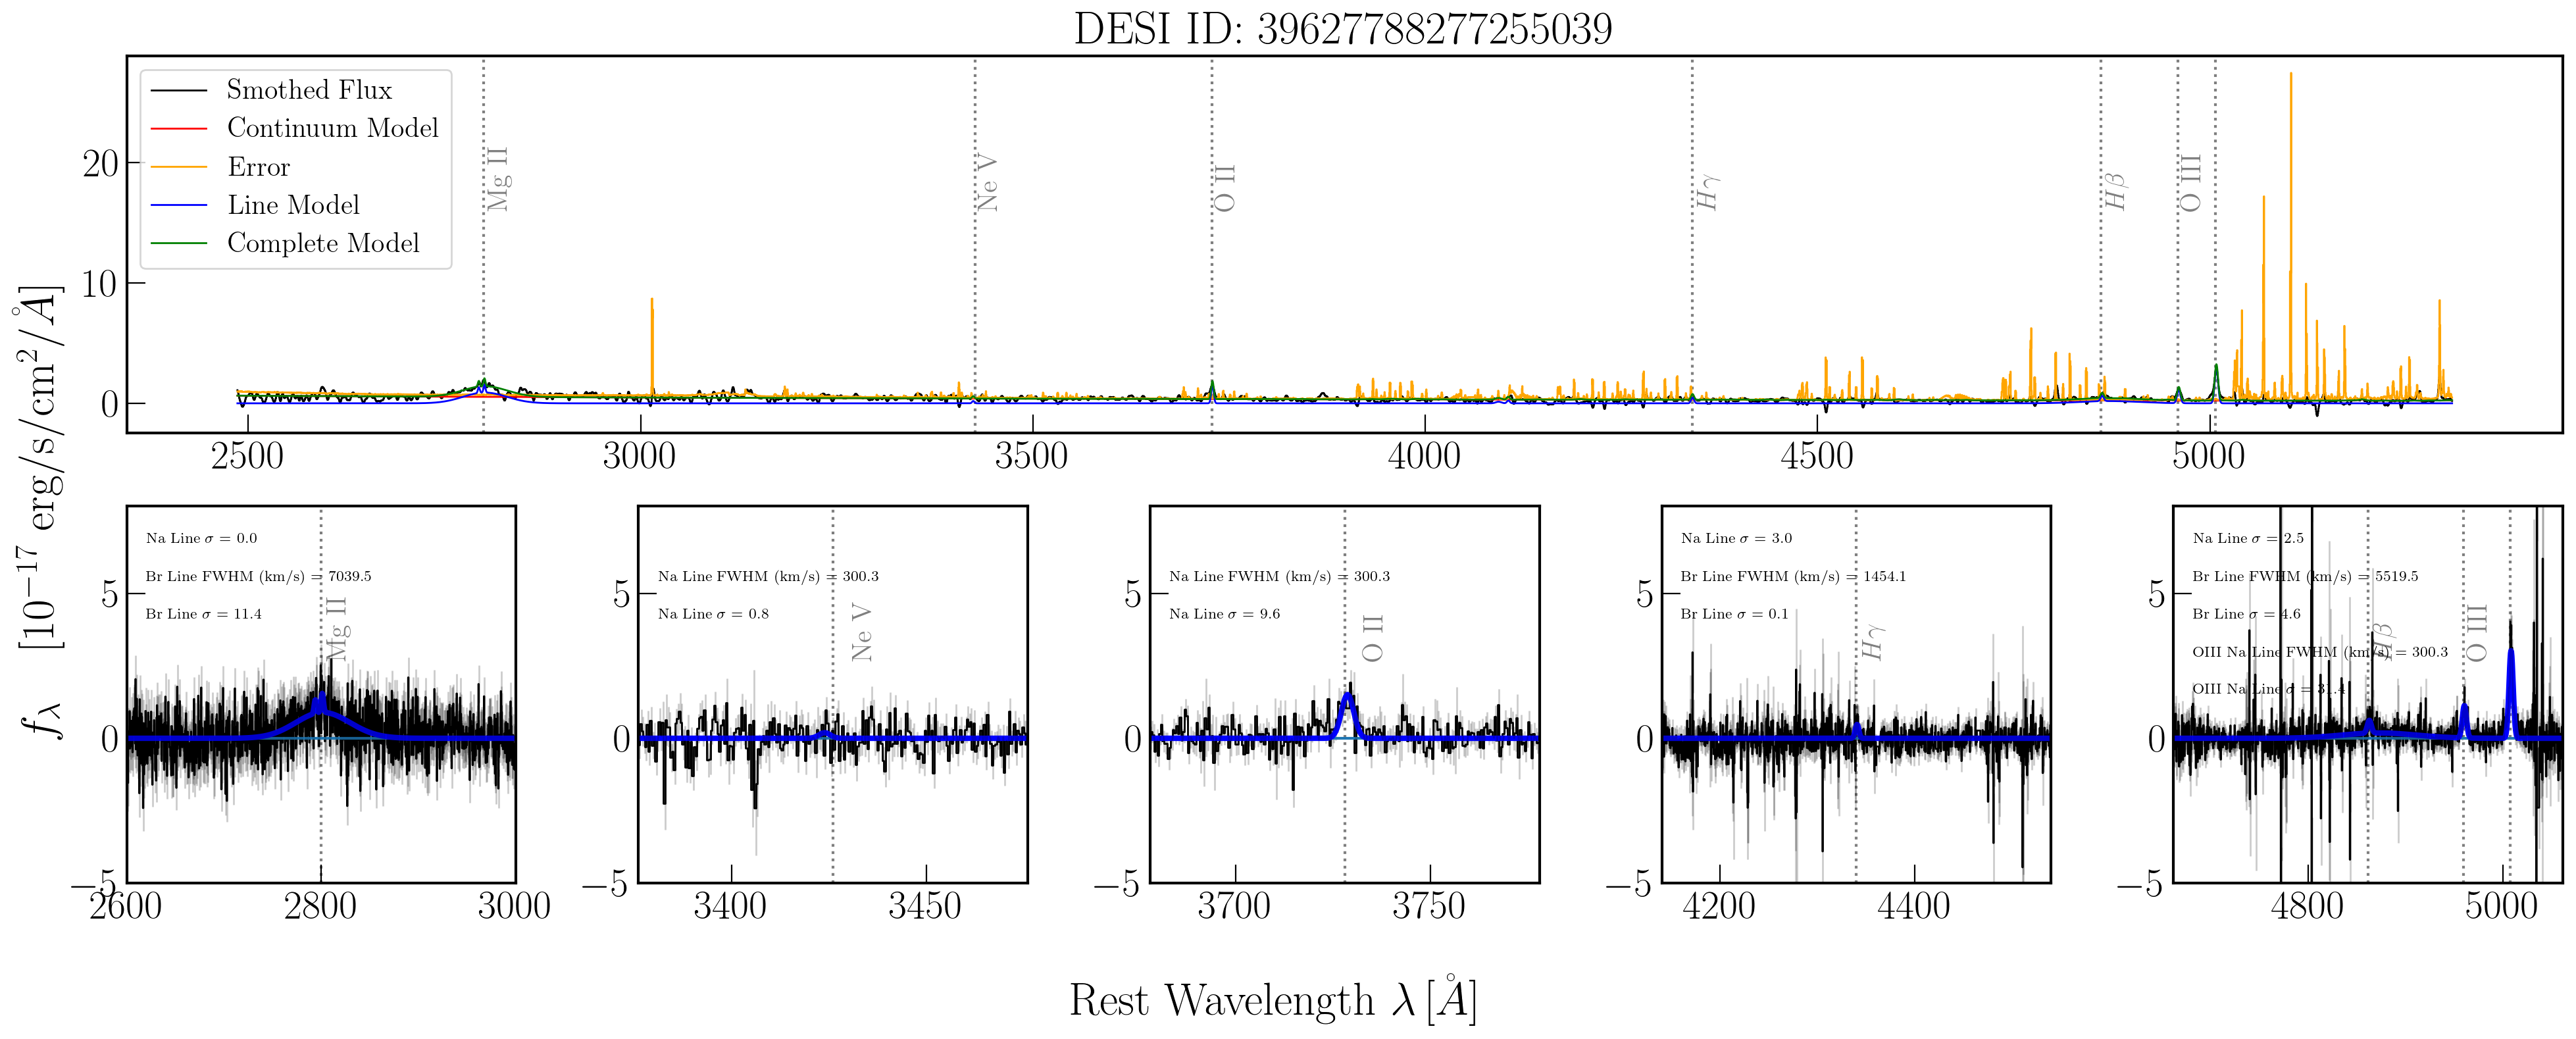 DESI ID: 39627788277255039
Smothed Flux
Continuum Model
Error
Line Model
Complete Model
Mg II
Ne V
O II
Hγ
Hβ
O III
20
10
0
2500 3000 3500 4000 4500 5000
f_λ [10⁻¹⁷ erg/s/cm²/Å]
Na Line σ = 0.0
Br Line FWHM (km/s) = 7039.5
Br Line σ = 11.4
Mg II
5
0
−5
2600 2800 3000
Na Line FWHM (km/s) = 300.3
Na Line σ = 0.8
Ne V
5
0
−5
3400 3450
Na Line FWHM (km/s) = 300.3
Na Line σ = 9.6
O II
5
0
−5
3700 3750
Na Line σ = 3.0
Br Line FWHM (km/s) = 1454.1
Br Line σ = 0.1
Hγ
5
0
−5
4200 4400
Na Line σ = 2.5
Br Line FWHM (km/s) = 5519.5
Br Line σ = 4.6
OIII Na Line FWHM (km/s) = 300.3
OIII Na Line σ = 31.4
Hβ
O III
5
0
−5
4800 5000
Rest Wavelength λ [Å]